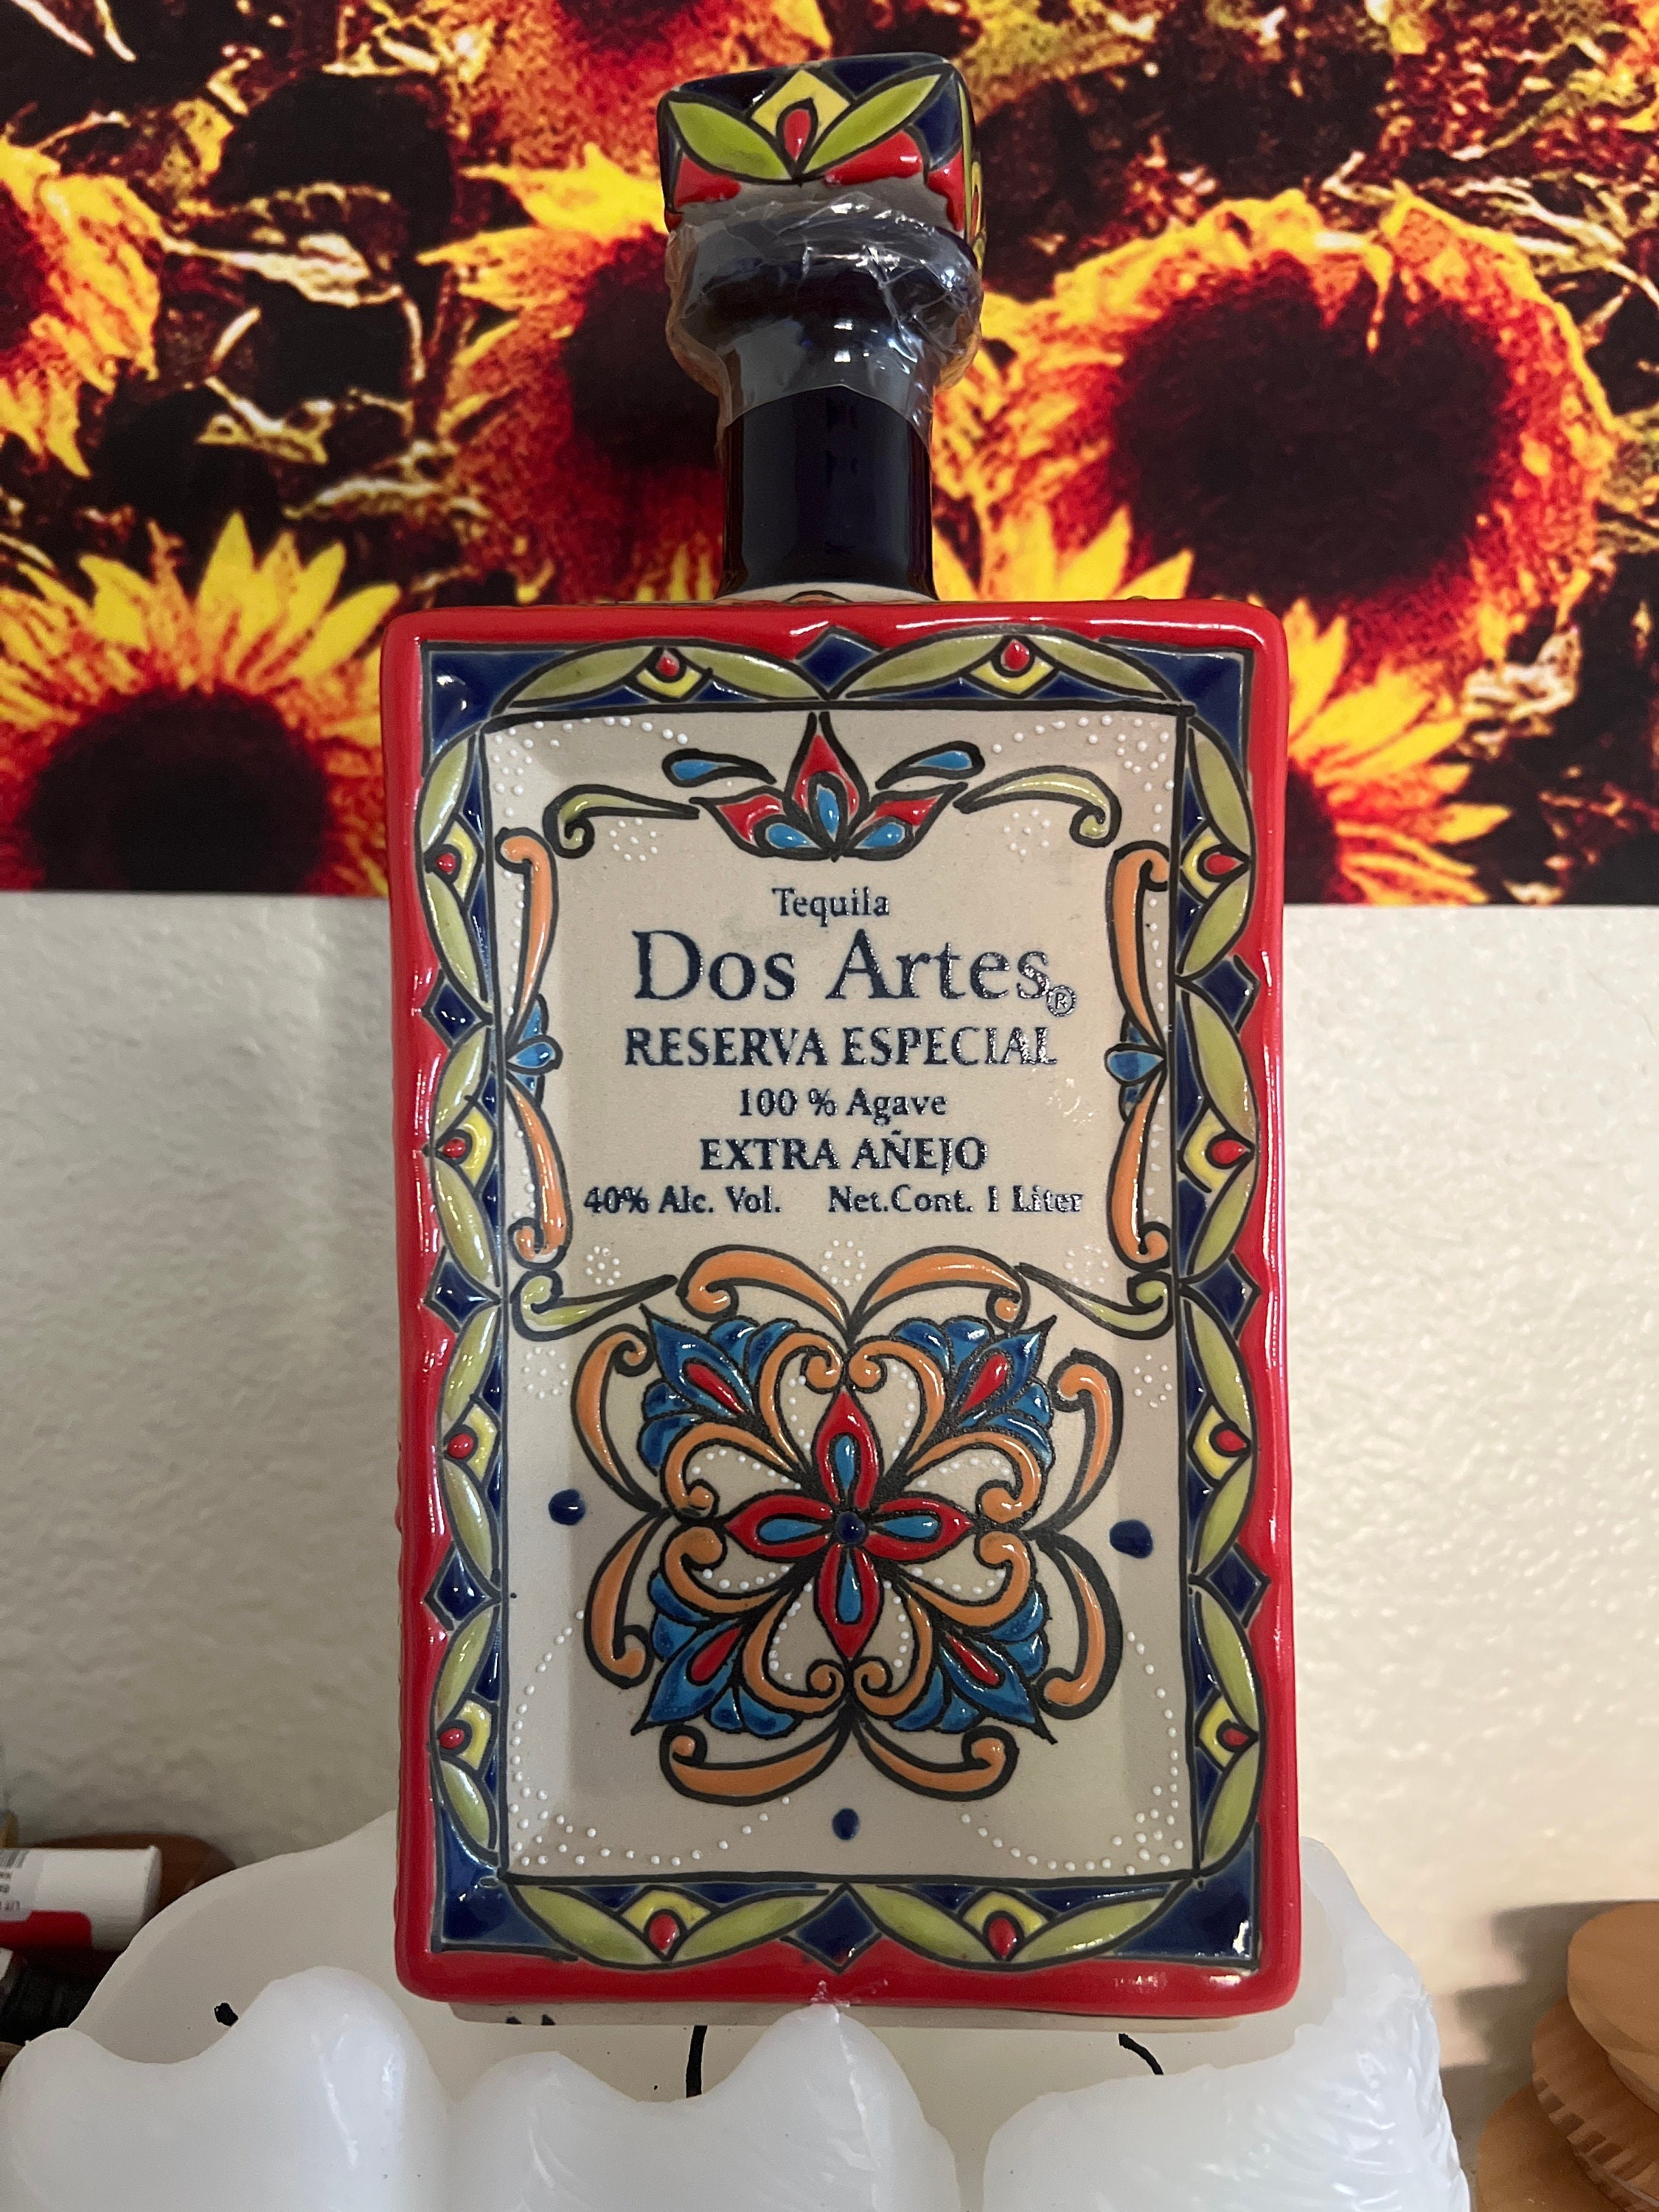 Tequila
Dos Artes®
RESERVA ESPECIAL
100 % Agave
EXTRA AÑEJO
40% Alc. Vol. Net.Cont. 1 Liter